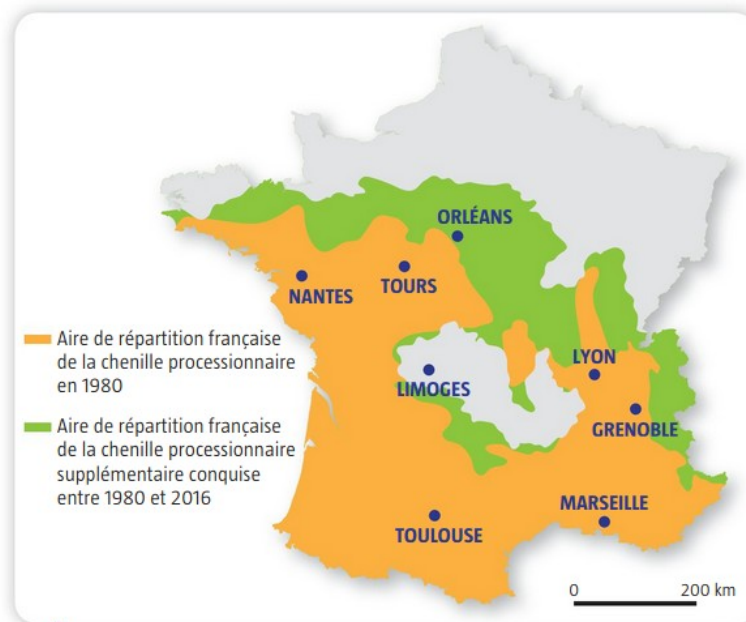 ORLÉANS
TOURS
NANTES
Aire de répartition française
de la chenille processionnaire
en 1980
LYON
LIMOGES
GRENOBLE
Aire de répartition française
de la chenille processionnaire
supplémentaire conquise
entre 1980 et 2016
MARSEILLE
TOULOUSE
0 200 km